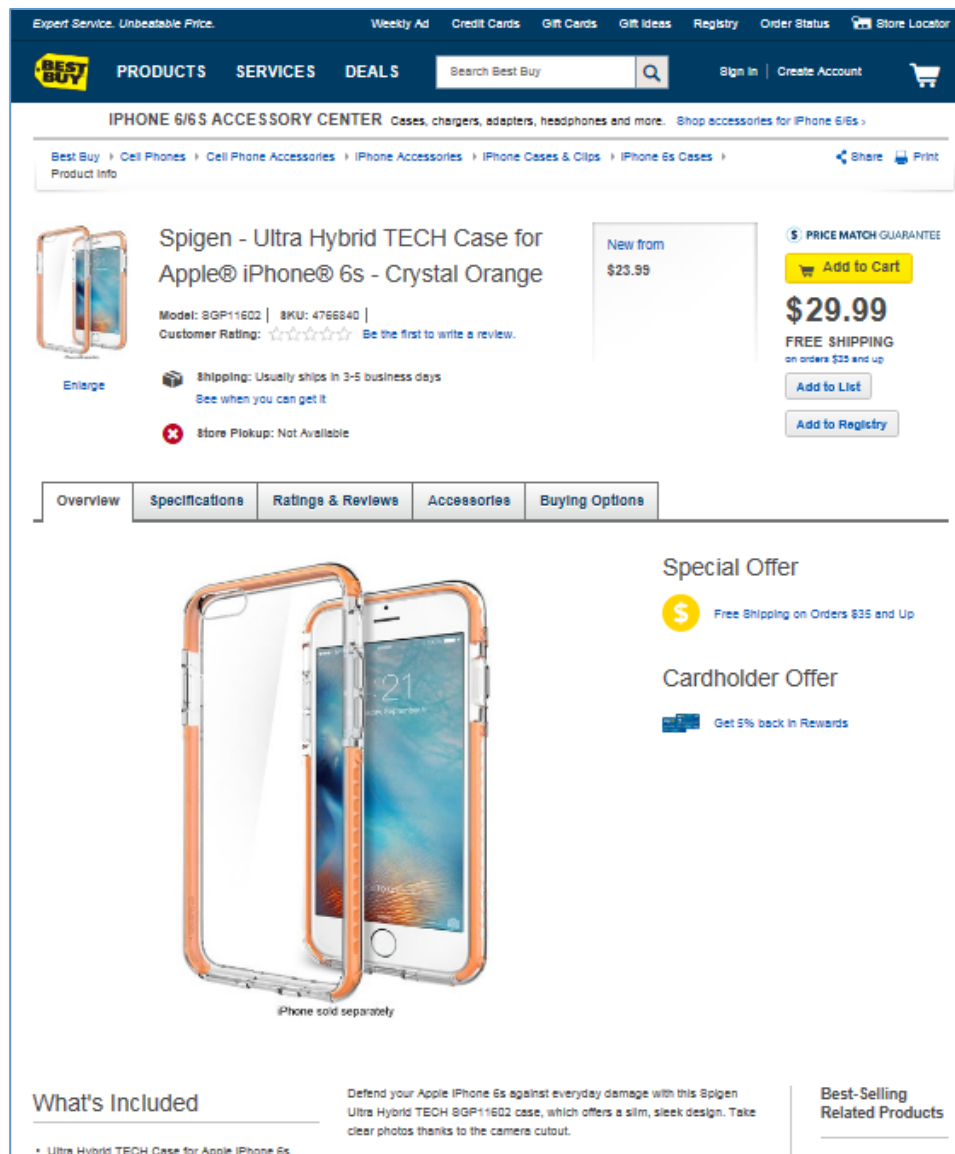 Expert Service. Unbeatable Price.
Weekly Ad Credit Cards Gift Cards Gift Ideas Registry Order Status Store Locator
BEST BUY
PRODUCTS SERVICES DEALS
Search Best Buy
Sign In | Create Account
IPHONE 6/6S ACCESSORY CENTER Cases, chargers, adapters, headphones and more. Shop accessories for iPhone 6/6s ›
Best Buy Cell Phones Cell Phone Accessories iPhone Accessories iPhone Cases & Clips iPhone 6s Cases
Product Info
Share Print
Spigen - Ultra Hybrid TECH Case for
Apple® iPhone® 6s - Crystal Orange
Model: SGP11602 | SKU: 4766840 |
Customer Rating: Be the first to write a review.
Enlarge
Shipping: Usually ships in 3-5 business days
See when you can get it
Store Pickup: Not Available
New from
$23.99
$ PRICE MATCH GUARANTEE
Add to Cart
$29.99
FREE SHIPPING
on orders $35 and up
Add to List
Add to Registry
Overview Specifications Ratings & Reviews Accessories Buying Options
21
iPhone sold separately
Special Offer
$ Free Shipping on Orders $35 and Up
Cardholder Offer
Get 5% back in Rewards
What's Included
• Ultra Hybrid TECH Case for Apple iPhone 6s
Defend your Apple iPhone 6s against everyday damage with this Spigen
Ultra Hybrid TECH SGP11602 case, which offers a slim, sleek design. Take
clear photos thanks to the camera cutout.
Best-Selling
Related Products